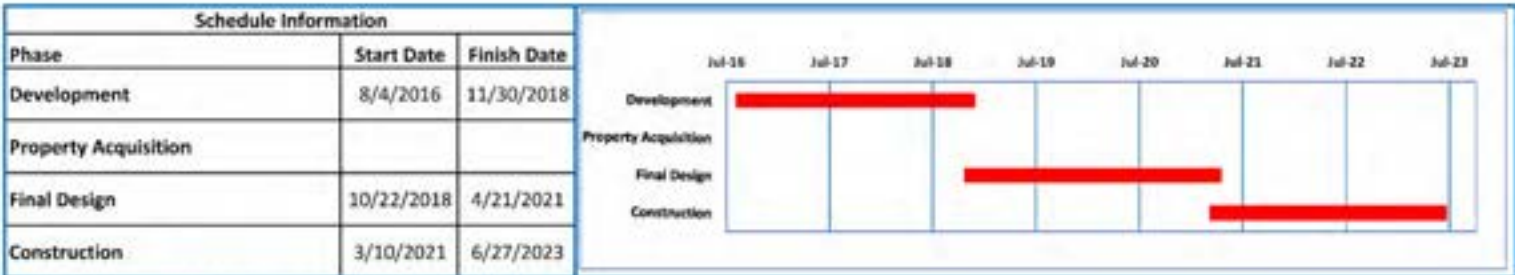 Schedule Information
Phase Start Date Finish Date
Development 8/4/2016 11/30/2018
Property Acquisition
Final Design 10/22/2018 4/21/2021
Construction 3/10/2021 6/27/2023
Jul-16 Jul-17 Jul-18 Jul-19 Jul-20 Jul-21 Jul-22 Jul-23
Development
Property Acquisition
Final Design
Construction